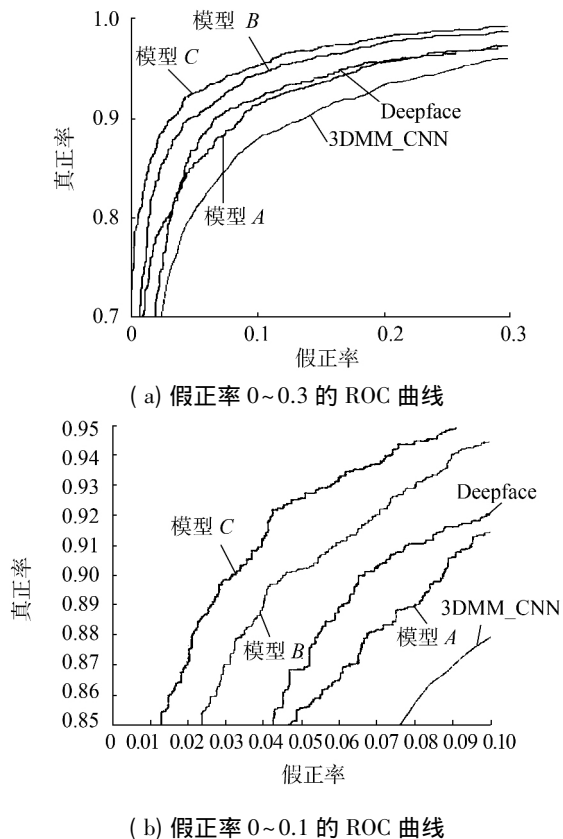 1.0
0.9
0.8
0.7
真正率
模型 B
模型 C
Deepface
3DMM_CNN
模型 A
0
0.1
0.2
0.3
假正率
( a) 假正率 0~0.3 的 ROC 曲线
0.95
0.94
0.93
0.92
0.91
0.90
0.89
0.88
0.87
0.86
0.85
真正率
模型 C
Deepface
3DMM_CNN
模型 A
模型 B
0 0.01 0.02 0.03 0.04 0.05 0.06 0.07 0.08 0.09 0.10
假正率
( b) 假正率 0~0.1 的 ROC 曲线